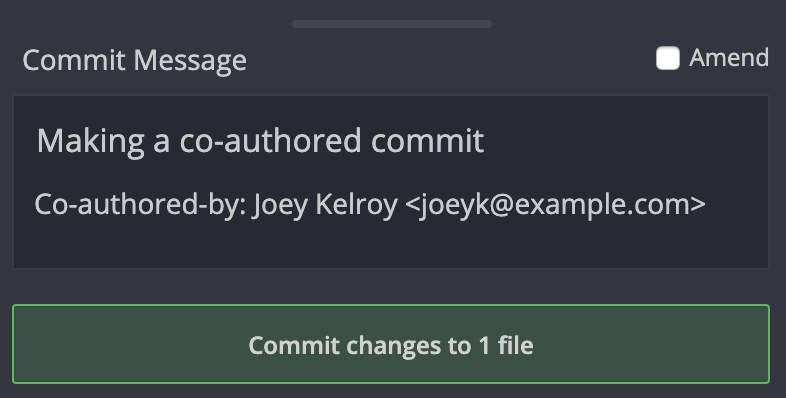 Commit Message
Amend
Making a co-authored commit
Co-authored-by: Joey Kelroy <joeyk@example.com>
Commit changes to 1 file